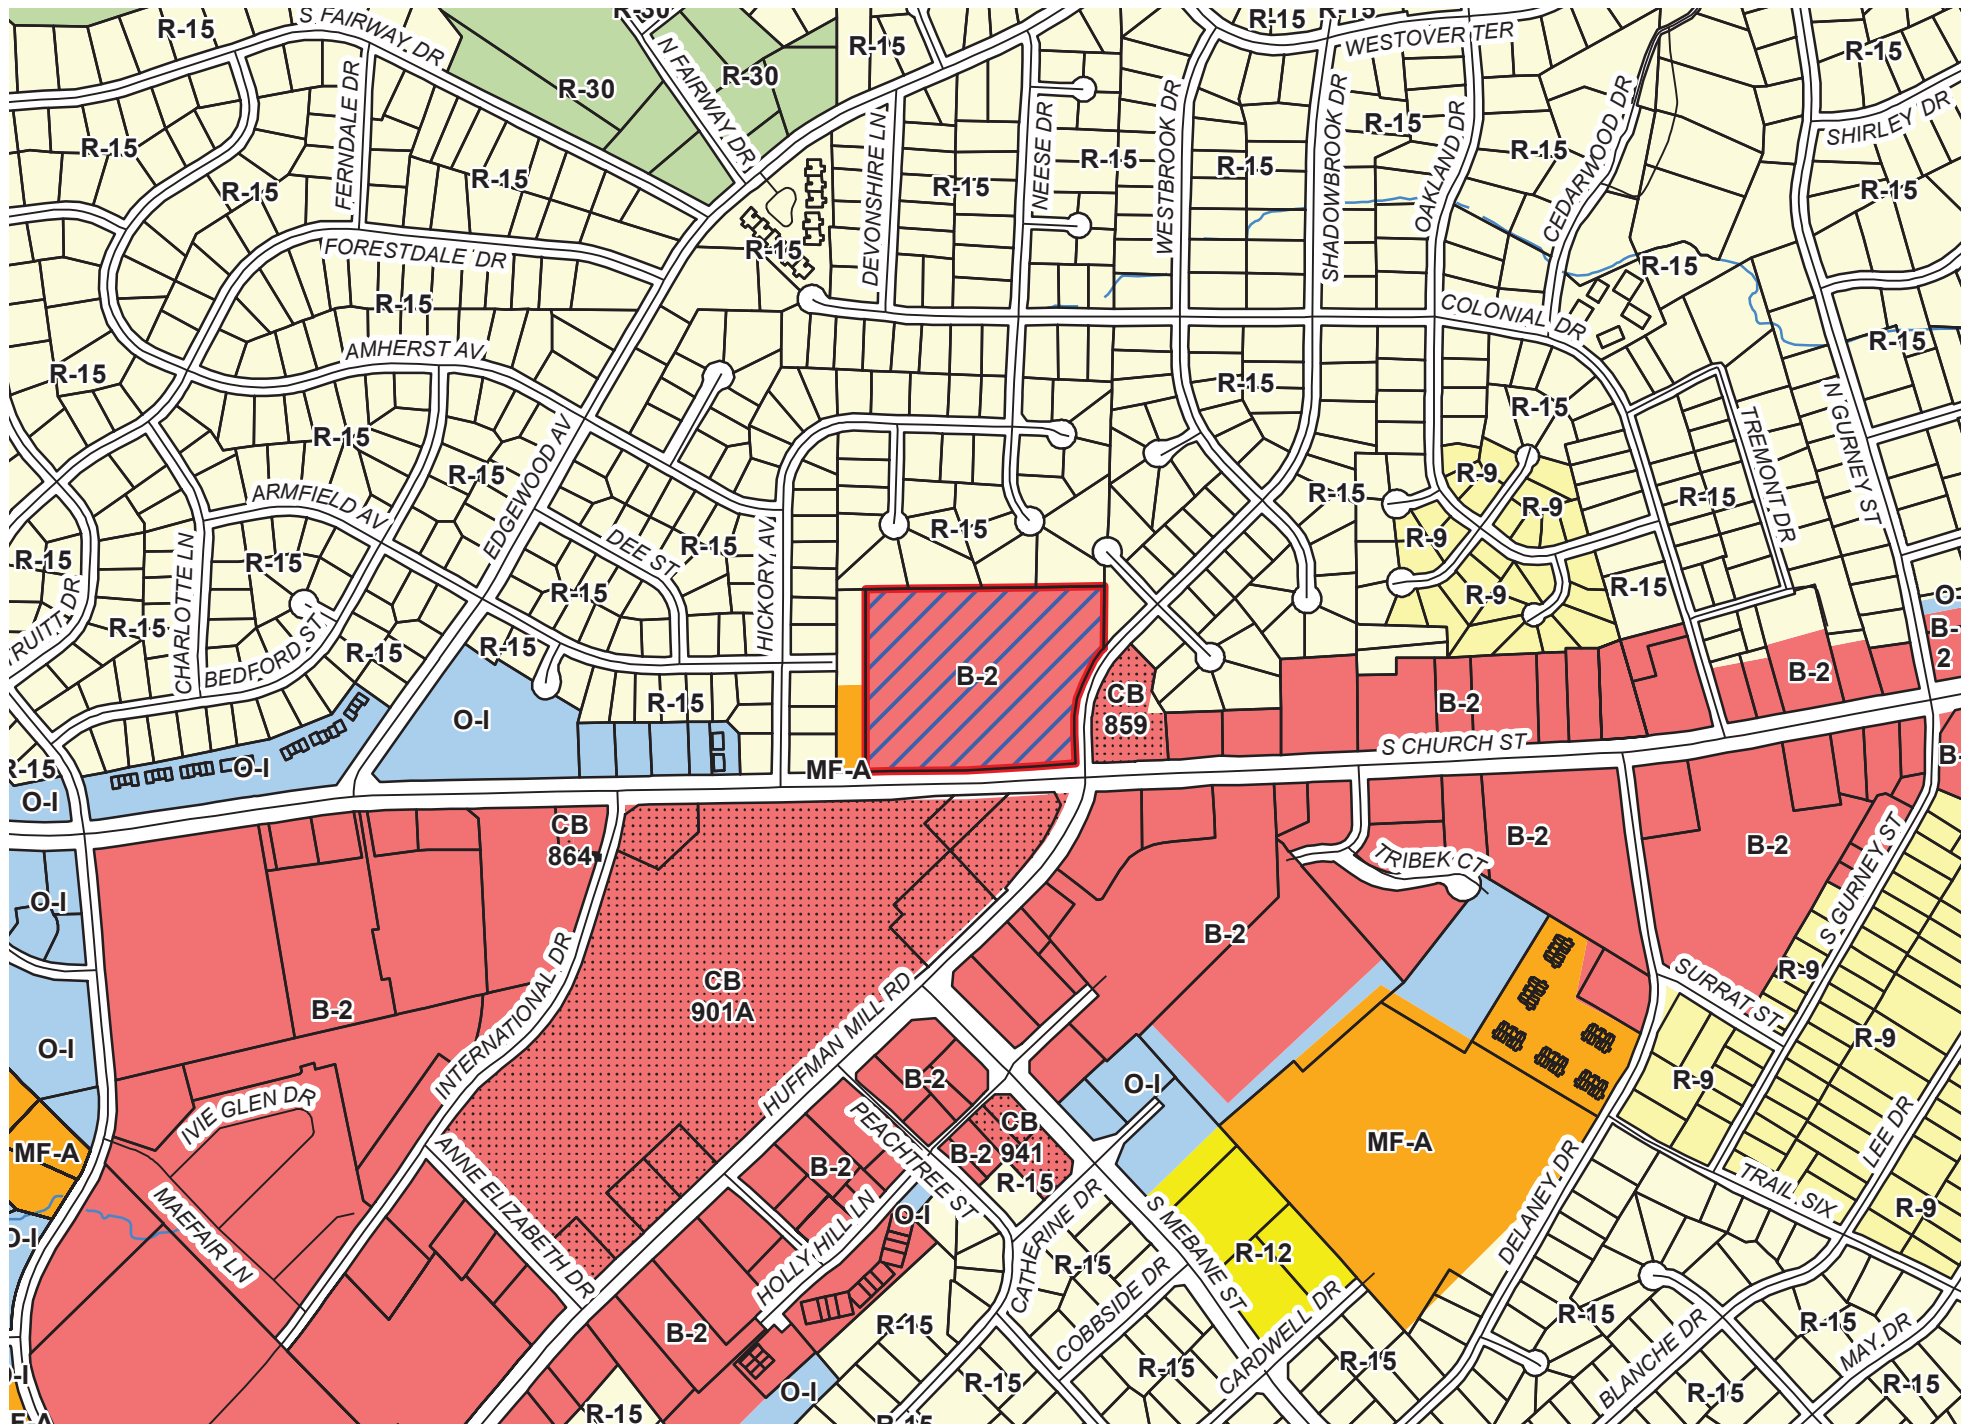 R-30
R-15
R-15
R-15
S FAIRWAY DR
R-15
WESTOVER TER
R-15
N FAIRWAY DR
R-30
R-30
FERNDALE DR
NEESE DR
WESTBROOK DR
SHADOWBROOK DR
R-15
OAKLAND DR
CEDARWOOD DR
SHIRLEY DR
R-15
R-15
R-15
R-15
R-15
R-15
R-15
R-15
R-15
DEVONSHIRE LN
FORESTDALE DR
R-15
R-15
R-15
COLONIAL DR
R-15
AMHERST AV
R-15
R-15
R-15
N GURNEY ST
TREMONT DR
R-15
R-15
EDGEWOOD AV
R-15
R-9
ARMFIELD AV
R-15
R-15
R-9
R-15
CHARLOTTE LN
R-15
R-15
DEE ST
R-15
HICKORY AV
R-9
R-15
R-15
R-9
R-15
TRUITT DR
R-15
BEDFORD ST
R-15
R-15
B-2
B-
2
CB
859
R-15
B-2
B-2
O-I
S CHURCH ST
R-15
O-I
MF-A
O-I
CB
864
B-2
B-2
TRIBEK CT
S GURNEY ST
O-I
B-2
INTERNATIONAL DR
CB
901A
B-2
SURRAT ST
R-9
O-I
HUFFMAN MILL RD
R-9
IVIE GLEN DR
B-2
O-I
R-9
PEACHTREE ST
CB
941
LEE DR
MF-A
MF-A
ANNE ELIZABETH DR
B-2
B-2
R-15
TRAIL SIX
MAEFAIR LN
HOLLY HILL LN
O-I
CATHERINE DR
S MEBANE ST
DELANEY DR
R-9
R-12
R-15
COBBSIDE DR
CARDWELL DR
R-15
R-15
B-2
R-15
BLANCHE DR
MAY DR
R-15
R-15
R-15
O-I
R-15
R-15
R-15
R-15